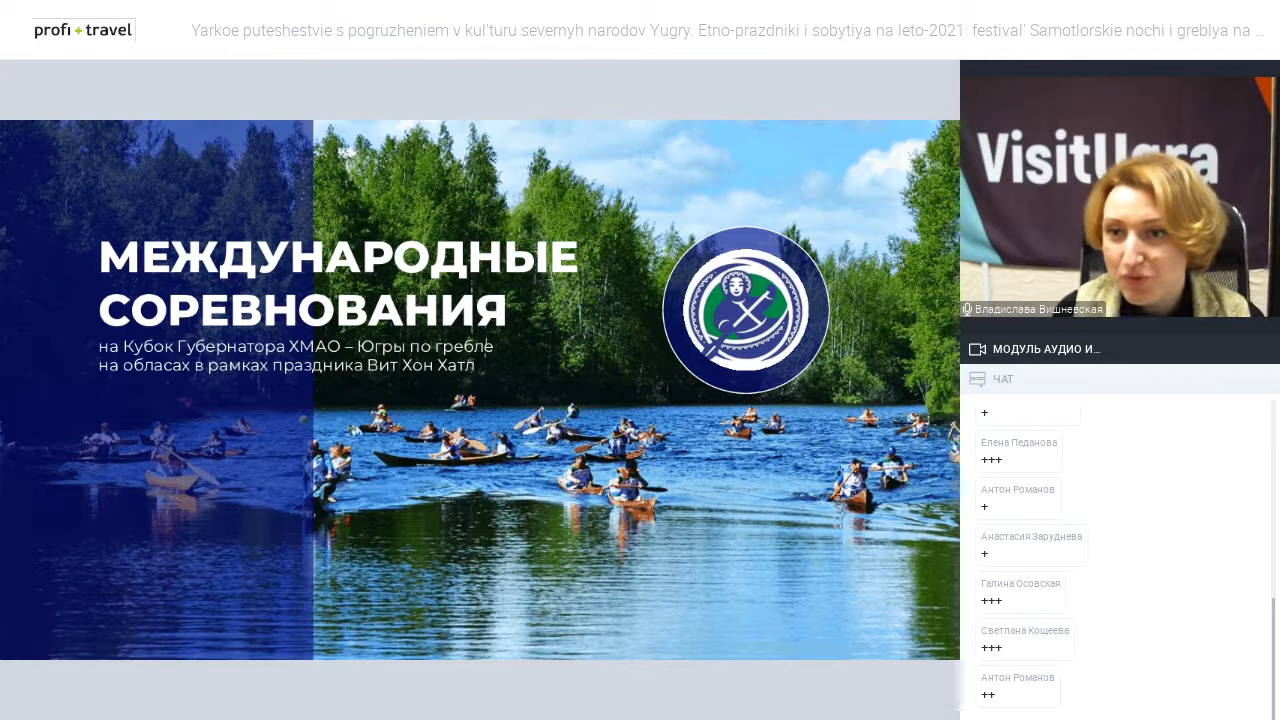 profi + travel
Yarkoe puteshestvie s pogruzheniem v kul'turu severnyh narodov Yugry. Etno-prazdniki i sobytiya na leto-2021: festival' Samotlorskie nochi i greblya na ...
VisitUgra
МЕЖДУНАРОДНЫЕ
СОРЕВНОВАНИЯ
на Кубок Губернатора ХМАО – Югры по гребле
на обласах в рамках праздника Вит Хон Хатл
Владислава Вишневская
МОДУЛЬ АУДИО И...
ЧАТ
+
Елена Педанова
+++
Антон Романов
+
Анастасия Заруднева
+
Галина Осовская
+++
Светлана Кощеева
+++
Антон Романов
++